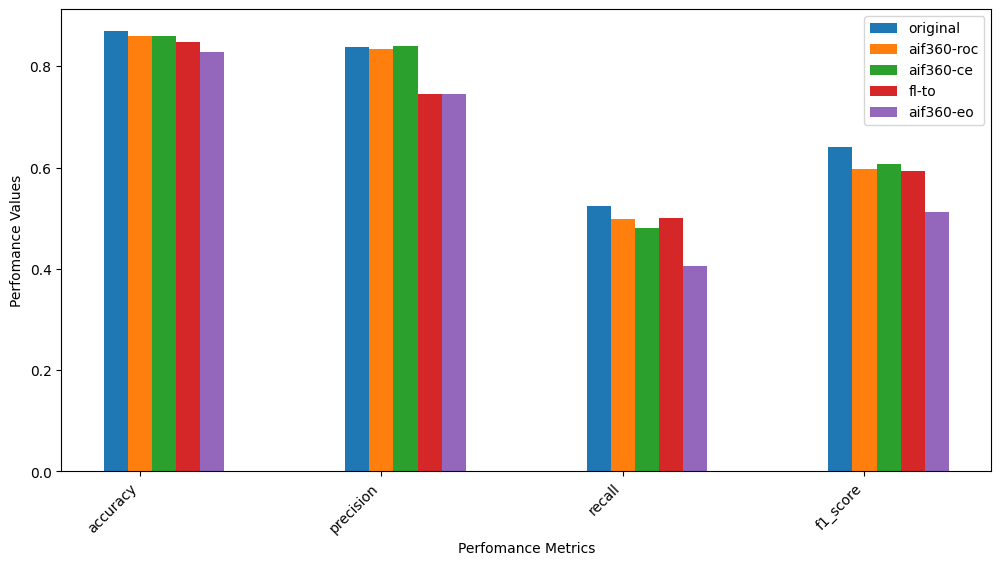 original
aif360-roc
aif360-ce
fl-to
aif360-eo
Perfomance Values
0.8
0.6
0.4
0.2
0.0
accuracy
precision
recall
f1_score
Perfomance Metrics